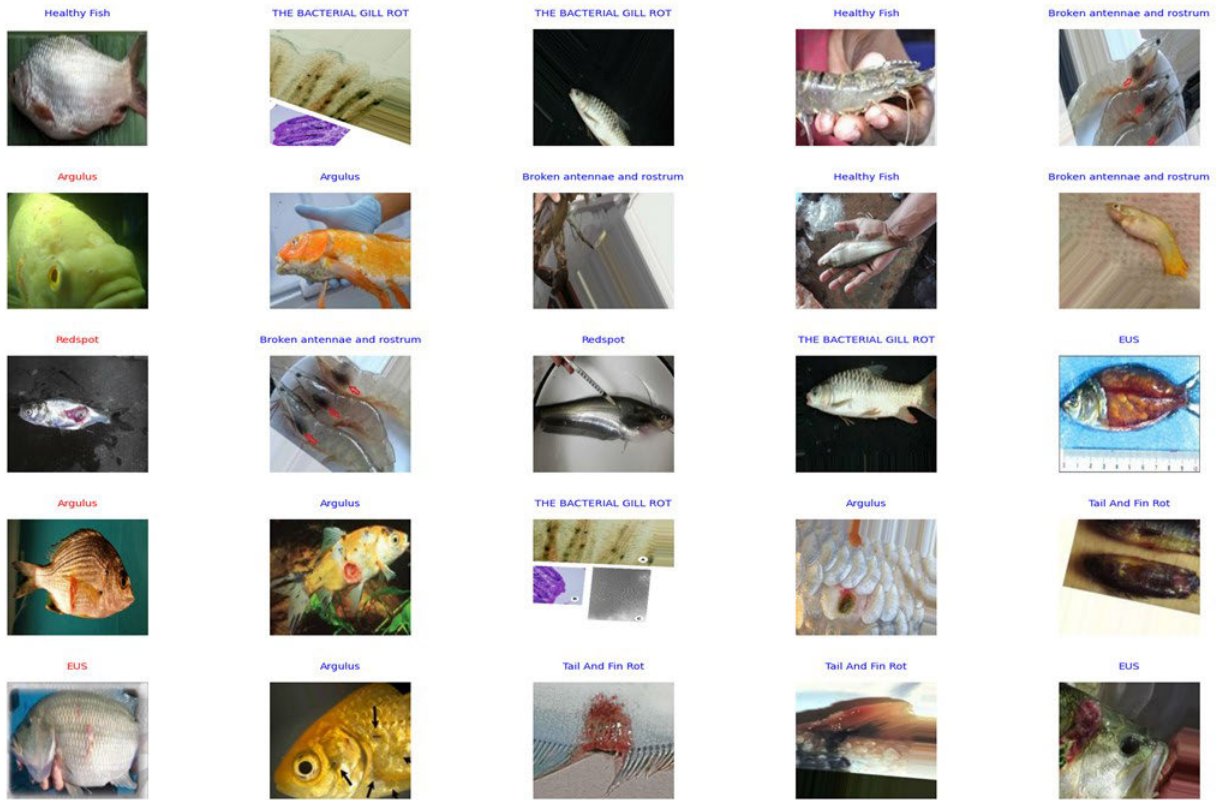 Healthy Fish
THE BACTERIAL GILL ROT
THE BACTERIAL GILL ROT
Healthy Fish
Broken antennae and rostrum
Argulus
Argulus
Broken antennae and rostrum
Healthy Fish
Broken antennae and rostrum
Redspot
Broken antennae and rostrum
Redspot
THE BACTERIAL GILL ROT
EUS
Argulus
Argulus
THE BACTERIAL GILL ROT
Argulus
Tail And Fin Rot
EUS
Argulus
Tail And Fin Rot
Tail And Fin Rot
EUS